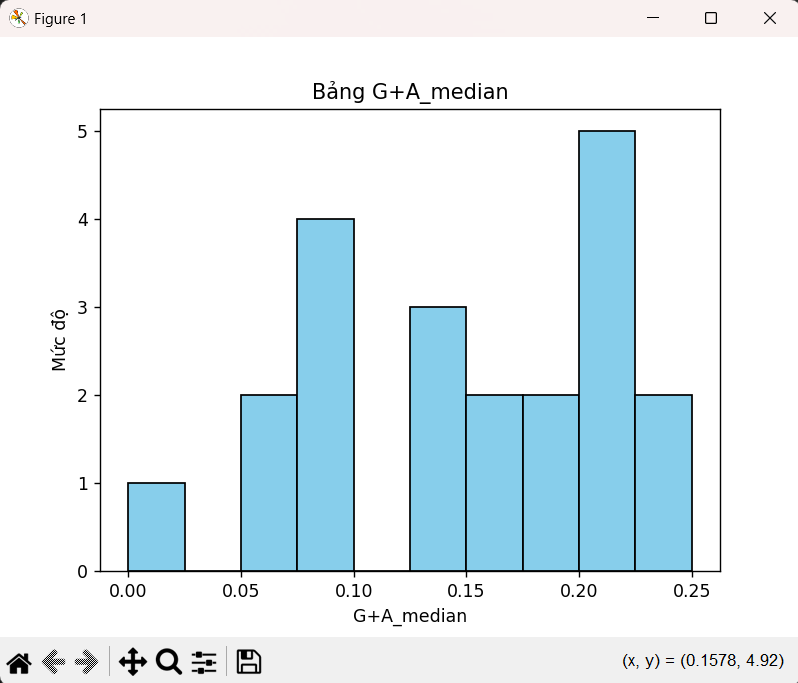 Figure 1
Bảng G+A_median
5
4
3
2
1
0
Mức độ
0.00 0.05 0.10 0.15 0.20 0.25
G+A_median
(x, y) = (0.1578, 4.92)